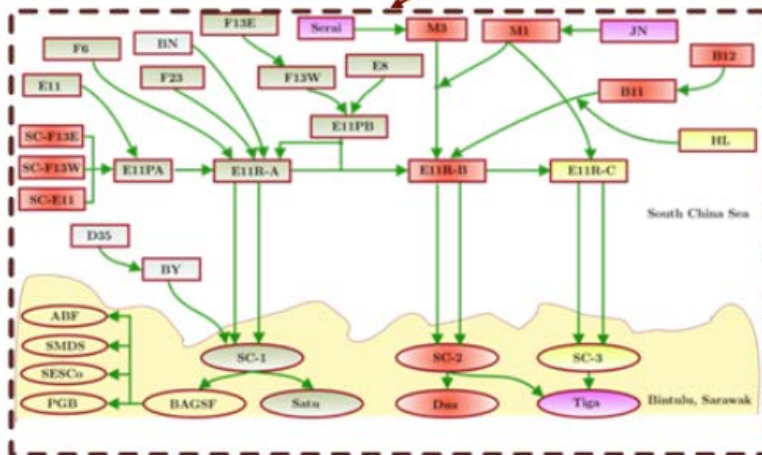 F13E
Serai
M3
M1
JN
F6
BN
B12
F23
F13W
E8
E11
B11
E11PB
SC-F13E
HL
SC-F13W
E11PA
E11R-A
E11R-B
E11R-C
SC-E11
South China Sea
D35
BY
ABF
SMDS
SC-1
SC-2
SC-3
SESCo
PGB
BAGSF
Satu
Dua
Tiga
Bintulu, Sarawak